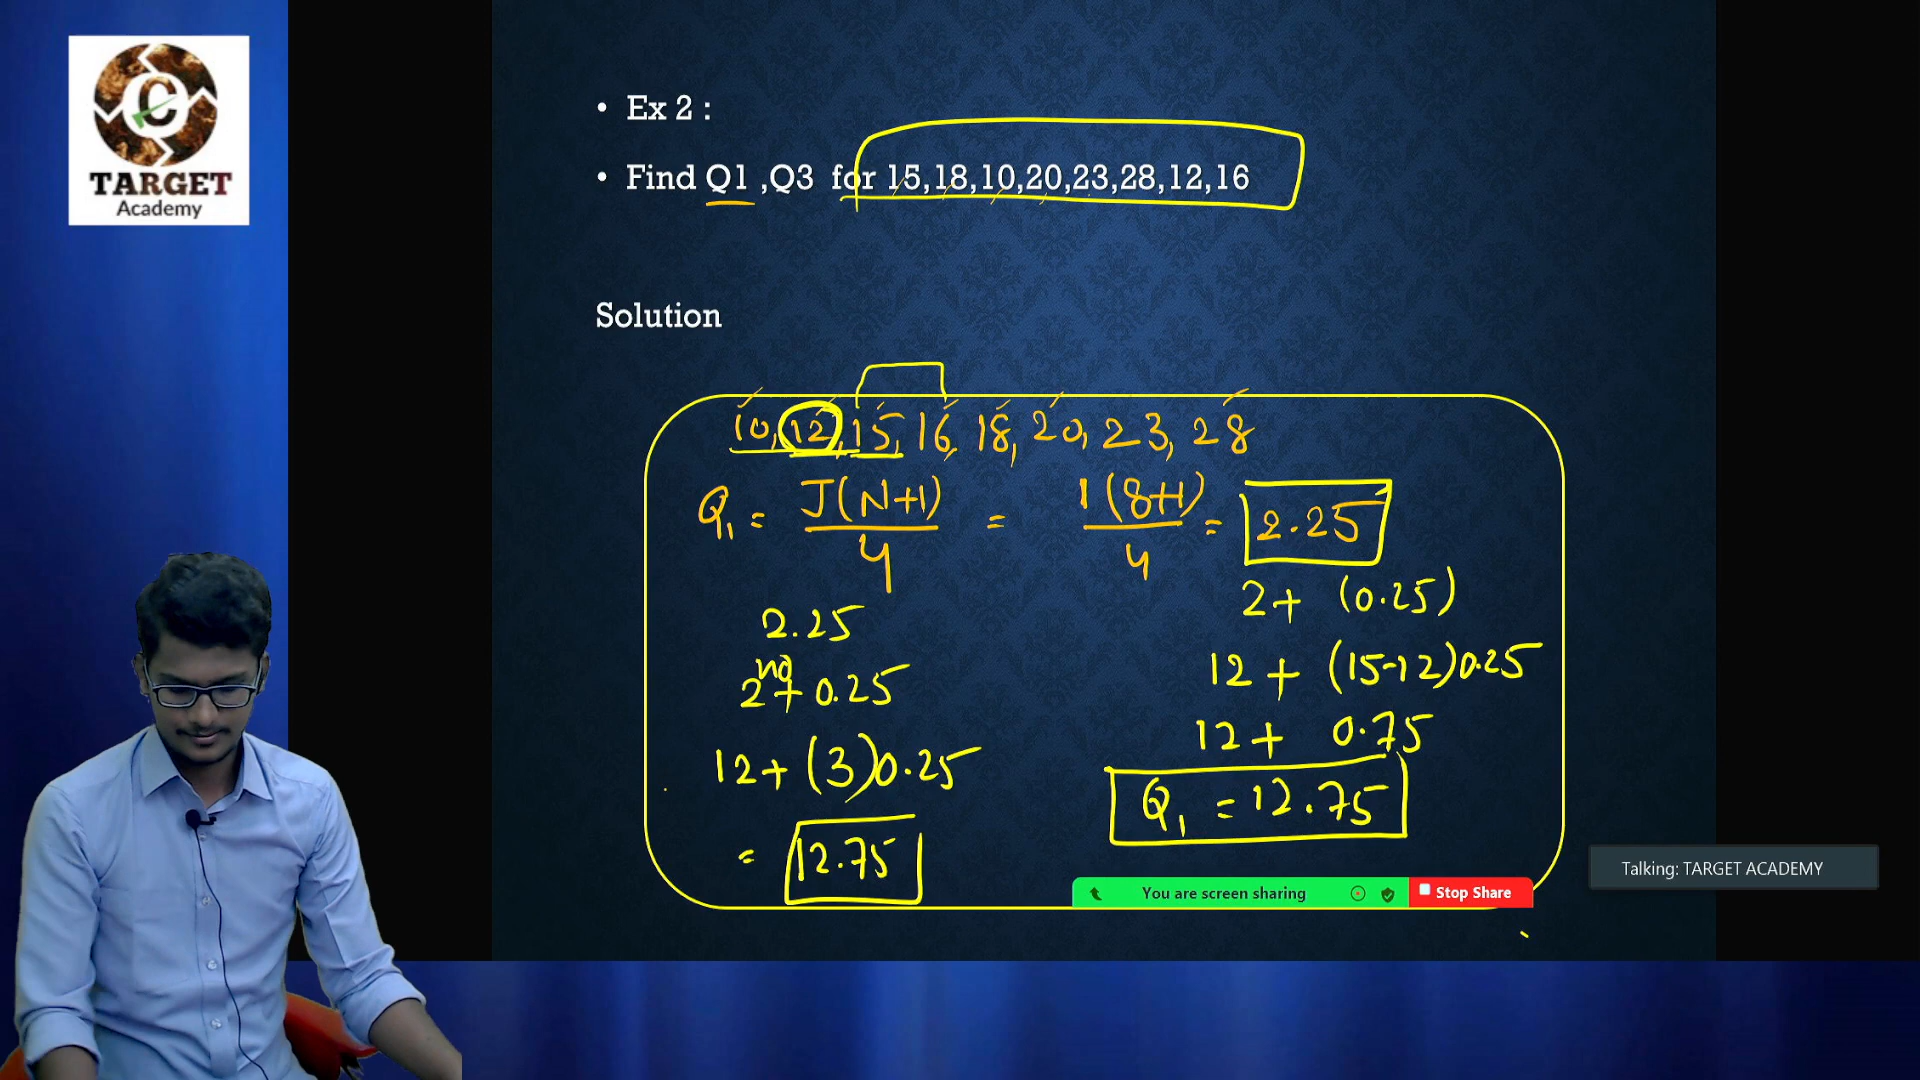 TARGET
Academy
• Ex 2 :
• Find Q1 ,Q3 for 15,18,10,20,23,28,12,16
Solution
10, 12, 15, 16, 18, 20, 23, 28
Q₁ = J(N+1)/4 = 1(8+1)/4 = 2.25
2.25
2nd + 0.25
12 + (3)0.25
= 12.75
2 + (0.25)
12 + (15-12)0.25
12 + 0.75
Q₁ = 12.75
Talking: TARGET ACADEMY
You are screen sharing
Stop Share